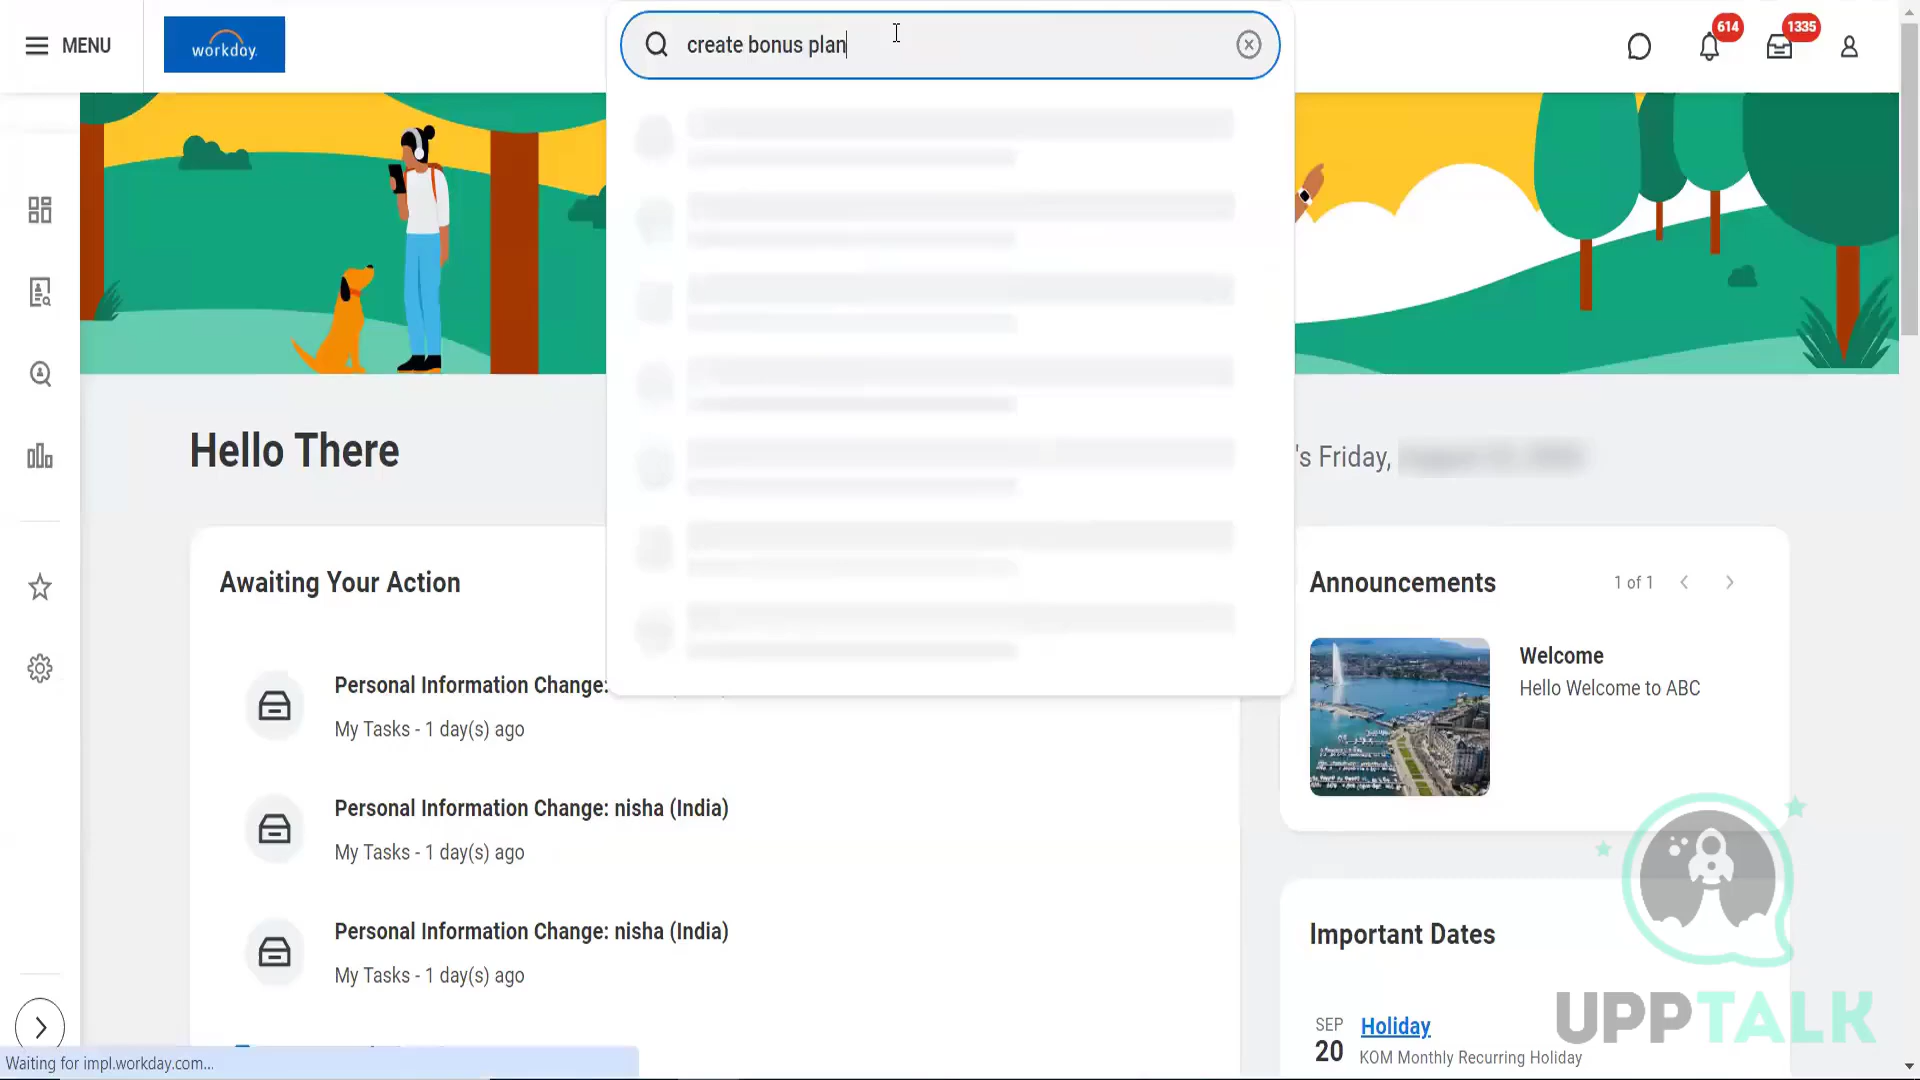 MENU
workday.
create bonus plan
614
1335
Hello There
's Friday,
Awaiting Your Action
Personal Information Change:
My Tasks - 1 day(s) ago
Personal Information Change: nisha (India)
My Tasks - 1 day(s) ago
Personal Information Change: nisha (India)
My Tasks - 1 day(s) ago
Announcements
1 of 1
Welcome
Hello Welcome to ABC
Important Dates
SEP
20
Holiday
KOM Monthly Recurring Holiday
UPPTALK
Waiting for impl.workday.com...